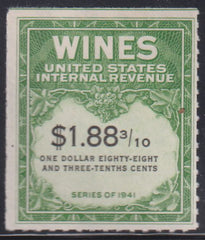 WINES
UNITED STATES
INTERNAL REVENUE
$1.88 3/10
ONE DOLLAR EIGHTY-EIGHT
AND THREE-TENTHS CENTS
SERIES OF 1941